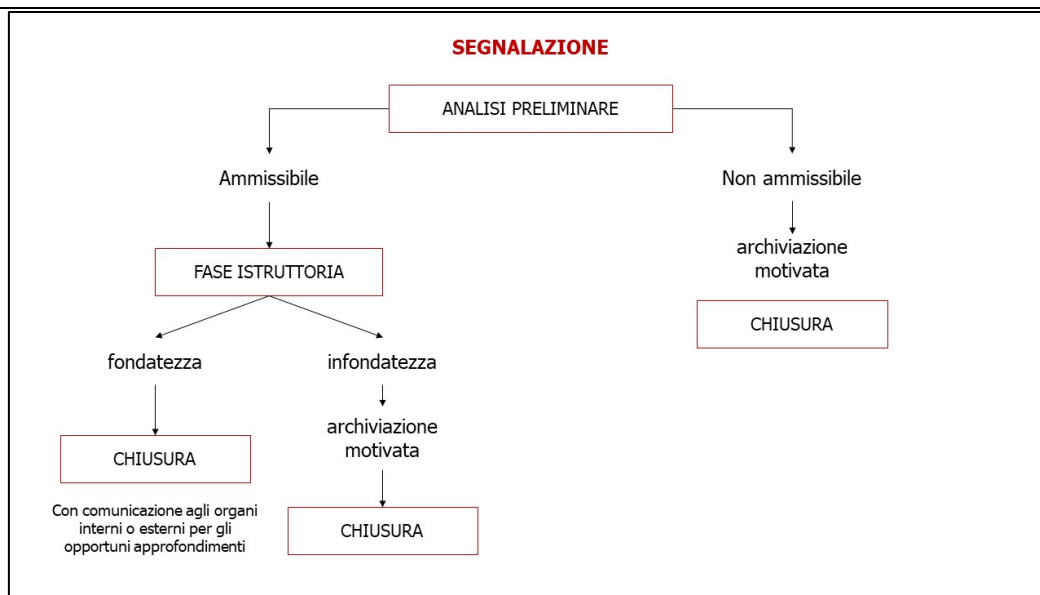 SEGNALAZIONE
ANALISI PRELIMINARE
Ammissibile
Non ammissibile
FASE ISTRUTTORIA
archiviazione
motivata
CHIUSURA
fondatezza
infondatezza
archiviazione
motivata
CHIUSURA
Con comunicazione agli organi
interni o esterni per gli
opportuni approfondimenti
CHIUSURA